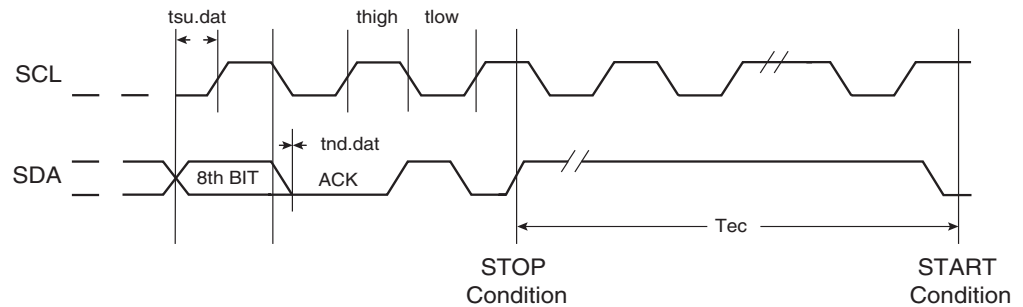 tsu.dat
thigh
tlow
SCL
tnd.dat
SDA
8th BIT
ACK
Tec
STOP
Condition
START
Condition